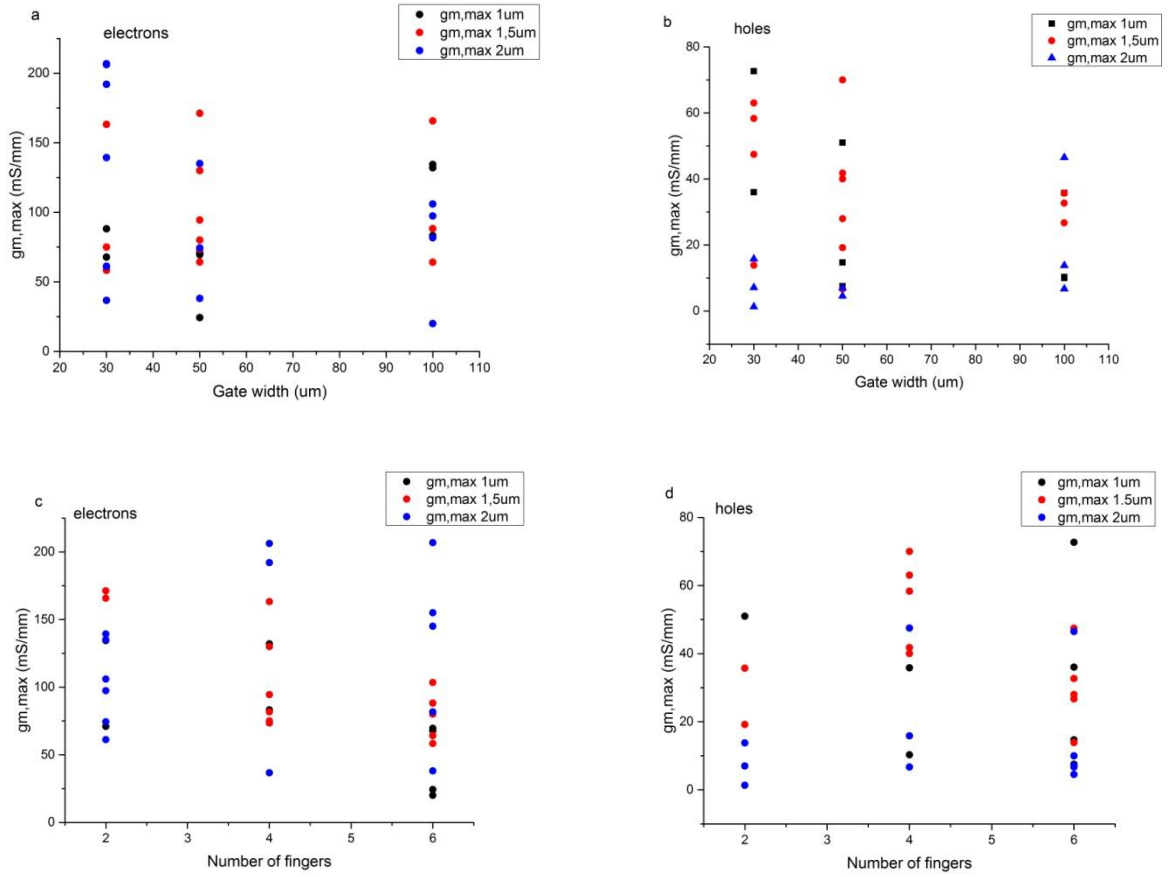 a
electrons
gm,max 1um
gm,max 1,5um
gm,max 2um
200
150
100
50
0
gm,max (mS/mm)
20 30 40 50 60 70 80 90 100 110
Gate width (um)
b
holes
gm,max 1um
gm,max 1,5um
gm,max 2um
80
60
40
20
0
gm,max (mS/mm)
20 30 40 50 60 70 80 90 100 110
Gate width (um)
c
electrons
gm,max 1um
gm,max 1,5um
gm,max 2um
200
150
100
50
0
gm,max (mS/mm)
2 3 4 5 6
Number of fingers
d
holes
gm,max 1um
gm,max 1.5um
gm,max 2um
80
60
40
20
0
gm,max (mS/mm)
2 3 4 5 6
Number of fingers